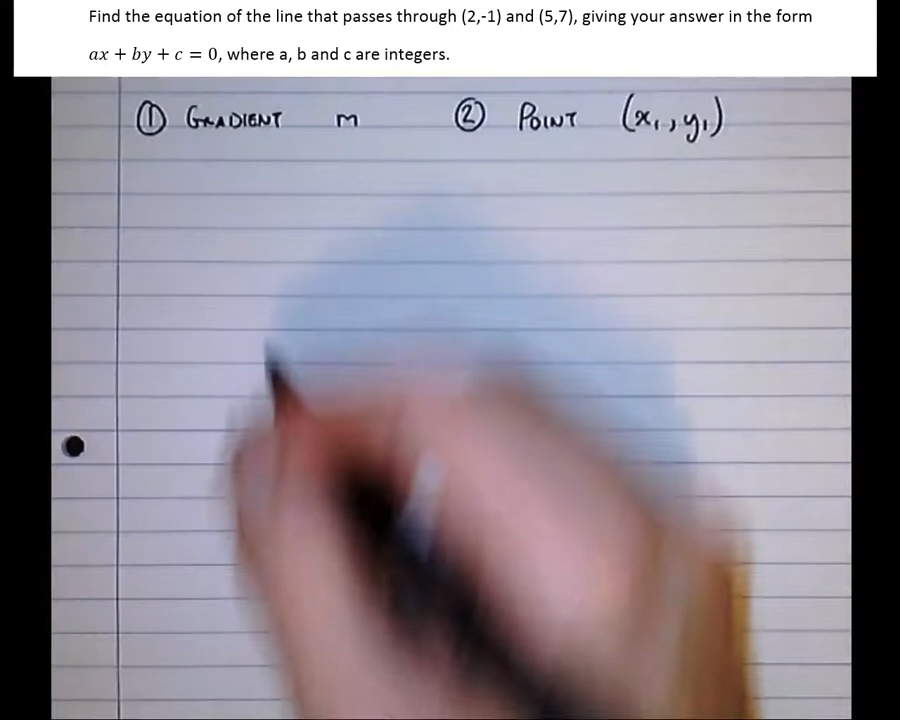 Find the equation of the line that passes through (2,-1) and (5,7), giving your answer in the form
ax + by + c = 0, where a, b and c are integers.
① GRADIENT m ② POINT (x₁, y₁)